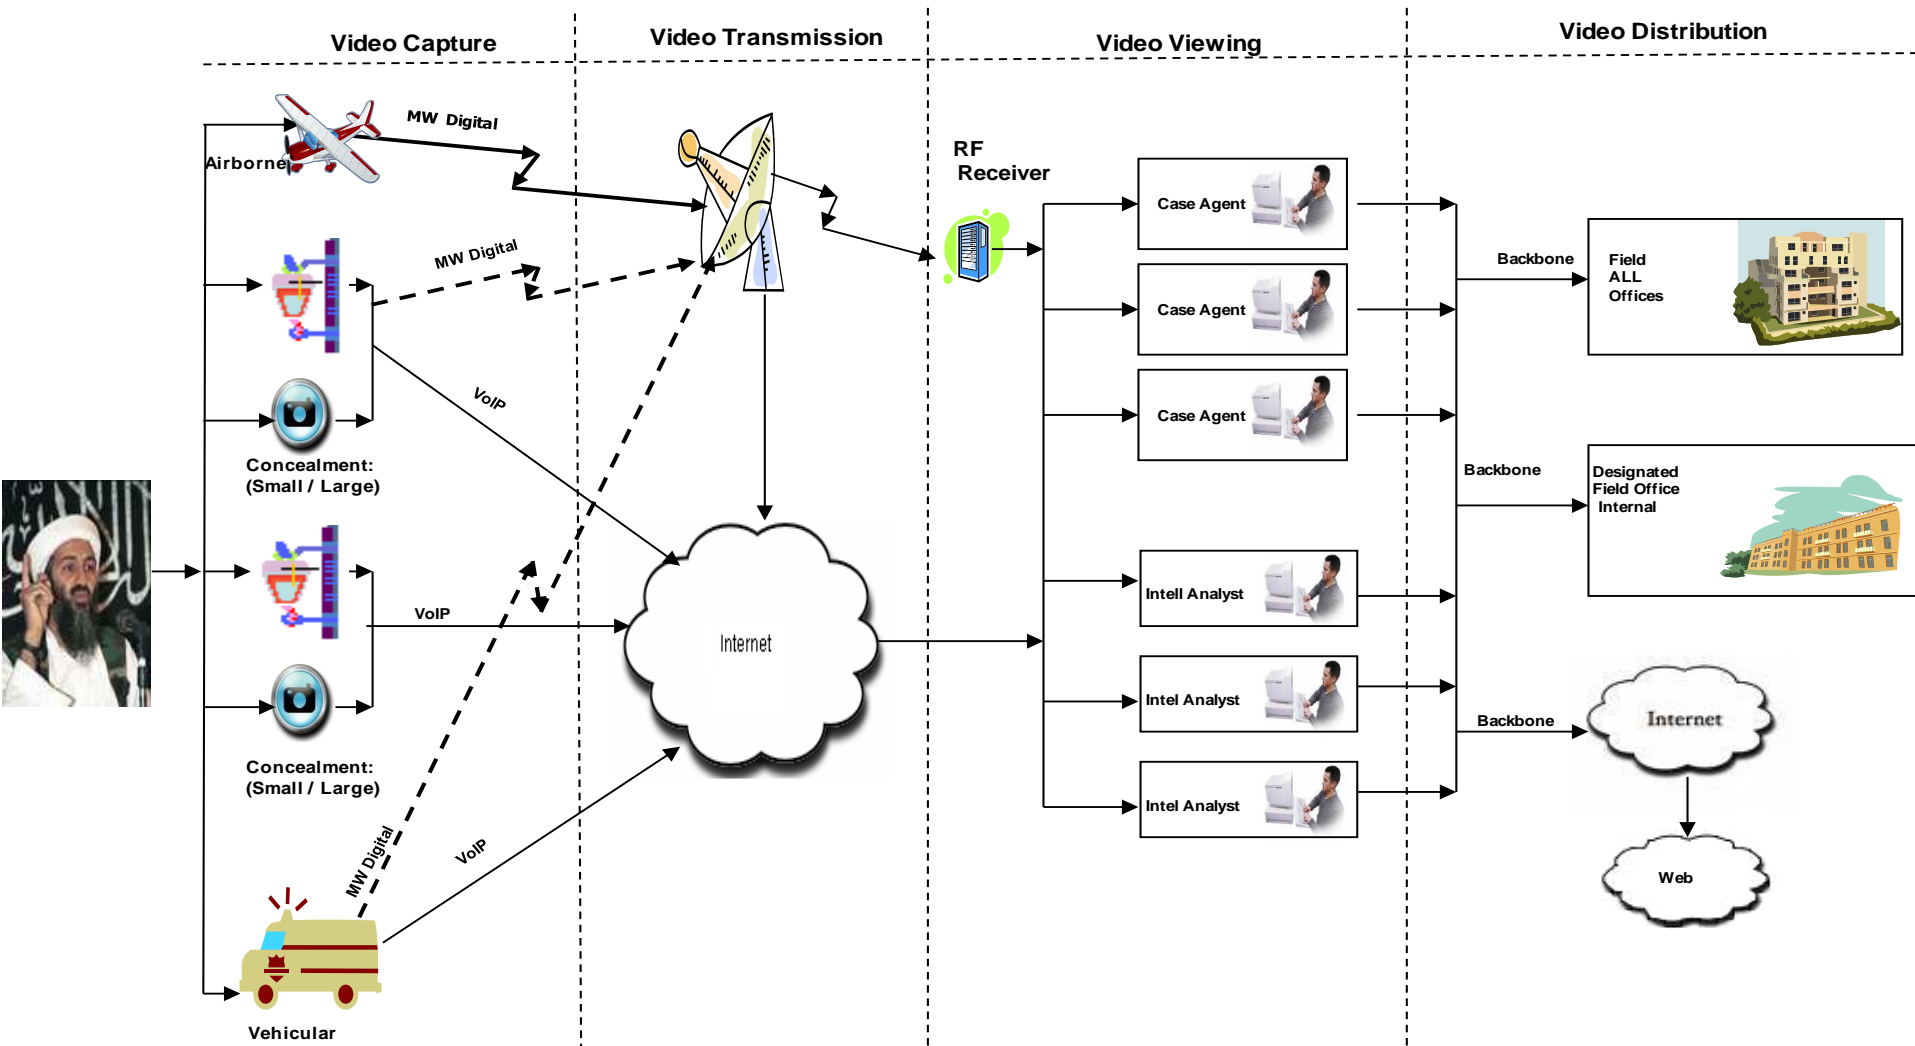 Video Capture
Video Transmission
Video Viewing
Video Distribution
MW Digital
Airborne
RF
Receiver
Case Agent
MW Digital
Backbone
Field
ALL
Offices
Case Agent
VoIP
Case Agent
Concealment:
(Small / Large)
Backbone
Designated
Field Office
Internal
Intell Analyst
VoIP
Internet
Intel Analyst
Backbone
Internet
Concealment:
(Small / Large)
Intel Analyst
MW Digital
VoIP
Web
Vehicular